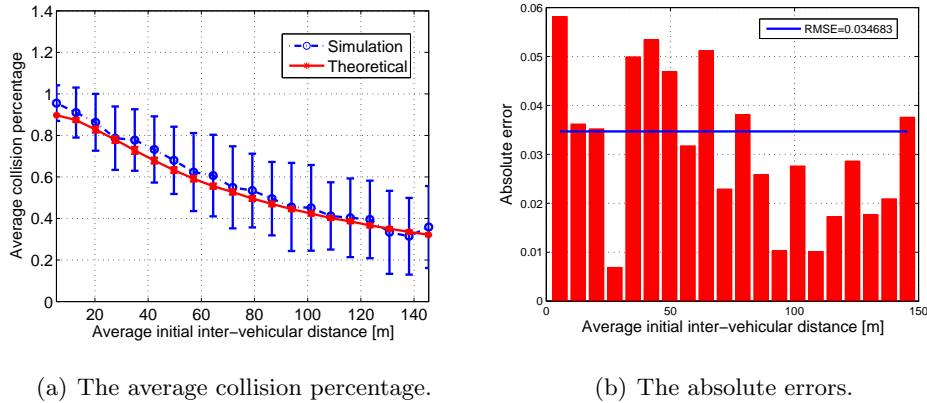 1.4
1.2
1
0.8
0.6
0.4
0.2
0
20 40 60 80 100 120 140
Average collision percentage
Average initial inter−vehicular distance [m]
Simulation
Theoretical
(a) The average collision percentage.
0.06
0.05
0.04
0.03
0.02
0.01
0
0 50 100 150
Absolute error
Average initial inter−vehicular distance [m]
RMSE=0.034683
(b) The absolute errors.